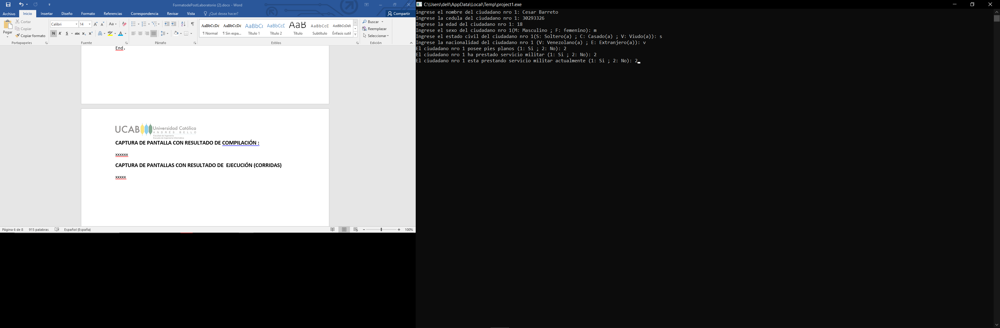 FormatodePostLaboratorio (2).docx - Word
Archivo Inicio Insertar Diseño Formato Referencias Correspondencia Revisar Vista ¿Qué desea hacer? Compartir
Pegar
Cortar
Copiar
Copiar formato
Portapapeles
Calibri 14 Aa
N K S abc x₂ x² A A
Fuente
Párrafo
AaBbCcDc AaBbCcDc AaBbCc AaBbCcC AaB AaBbCcC AaBbCcDdE
¶ Normal ¶ Sin espa... Título 1 Título 2 Título Subtítulo Énfasis sutil
Estilos
Buscar
Reemplazar
Seleccionar
Edición
End.
UCAB Universidad Católica
ANDRÉS BELLO
Facultad de Ingeniería
Escuela de Ingeniería Informática
CAPTURA DE PANTALLA CON RESULTADO DE COMPILACIÓN :
xxxxxx
CAPTURA DE PANTALLAS CON RESULTADO DE EJECUCIÓN (CORRIDAS)
xxxxx
Página 6 de 8 915 palabras Español (España) 100%
C:\Users\dell\AppData\Local\Temp\project1.exe
ingrese el nombre del ciudadano nro 1: Cesar Barreto
Ingrese la cedula del ciudadano nro 1: 30293326
Ingrese la edad del ciudadano nro 1: 18
Ingrese el sexo del ciudadano nro 1(M: Masculino ; F: femenino): m
Ingrese el estado civil del ciudadano nro 1(S: Soltero(a) ; C: Casado(a) ; V: Viudo(a)): s
Ingrese la nacionalidad del ciudadano nro 1 (V: Venezolano(a) ; E: Extranjero(a)): v
El ciudadano nro 1 posee pies planos (1: Si ; 2: No): 2
El ciudadano nro 1 ha prestado servicio militar (1: Si ; 2: No): 2
El ciudadano nro 1 esta prestando servicio militar actualmente (1: Si ; 2: No): 2